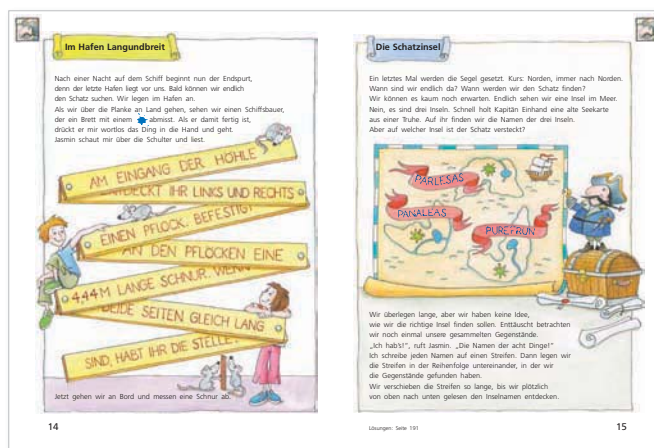 Im Hafen Langundbreit
Nach einer Nacht auf dem Schiff beginnt nun der Endspurt,
denn der letzte Hafen liegt vor uns. Bald können wir endlich
den Schatz suchen. Wir legen im Hafen an.
Als wir über die Planke an Land gehen, sehen wir einen Schiffsbauer,
der ein Brett mit einem abmisst. Als er damit fertig ist,
drückt er mir wortlos das Ding in die Hand und geht.
Jasmin schaut mir über die Schulter und liest.
AM EINGANG DER HÖHLE
ENTDECKT IHR LINKS UND RECHTS
EINEN PFLOCK. BEFESTIGT
AN DEN PFLÖCKEN EINE
4,44 M LANGE SCHNUR. WENN
BEIDE SEITEN GLEICH LANG
SIND, HABT IHR DIE STELLE
Jetzt gehen wir an Bord und messen eine Schnur ab.
14
Die Schatzinsel
Ein letztes Mal werden die Segel gesetzt. Kurs: Norden, immer nach Norden.
Wann sind wir endlich da? Wann werden wir den Schatz finden?
Wir können es kaum noch erwarten. Endlich sehen wir eine Insel im Meer.
Nein, es sind drei Inseln. Schnell holt Kapitän Einhand eine alte Seekarte
aus einer Truhe. Auf ihr finden wir die Namen der drei Inseln.
Aber auf welcher Insel ist der Schatz versteckt?
PARLESAS
PANALEAS
PUREFRUN
Wir überlegen lange, aber wir haben keine Idee,
wie wir die richtige Insel finden sollen. Enttäuscht betrachten
wir noch einmal unsere gesammelten Gegenstände.
„Ich hab's!", ruft Jasmin. „Die Namen der acht Dinge!"
Ich schreibe jeden Namen auf einen Streifen. Dann legen wir
die Streifen in der Reihenfolge untereinander, in der wir
die Gegenstände gefunden haben.
Wir verschieben die Streifen so lange, bis wir plötzlich
von oben nach unten gelesen den Inselnamen entdecken.
Lösungen: Seite 191
15